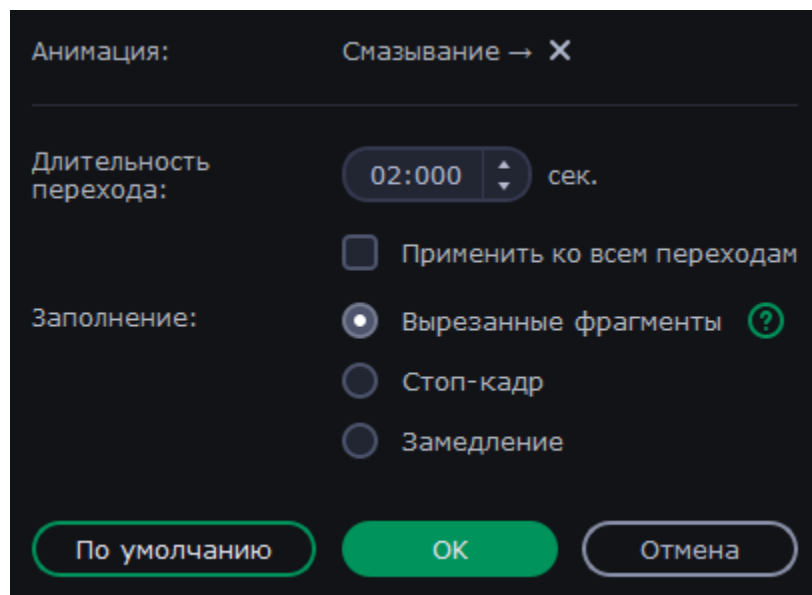 Анимация: Смазывание → ✕
Длительность
перехода:
02:000 сек.
Применить ко всем переходам
Заполнение: Вырезанные фрагменты ?
Стоп-кадр
Замедление
По умолчанию OK Отмена